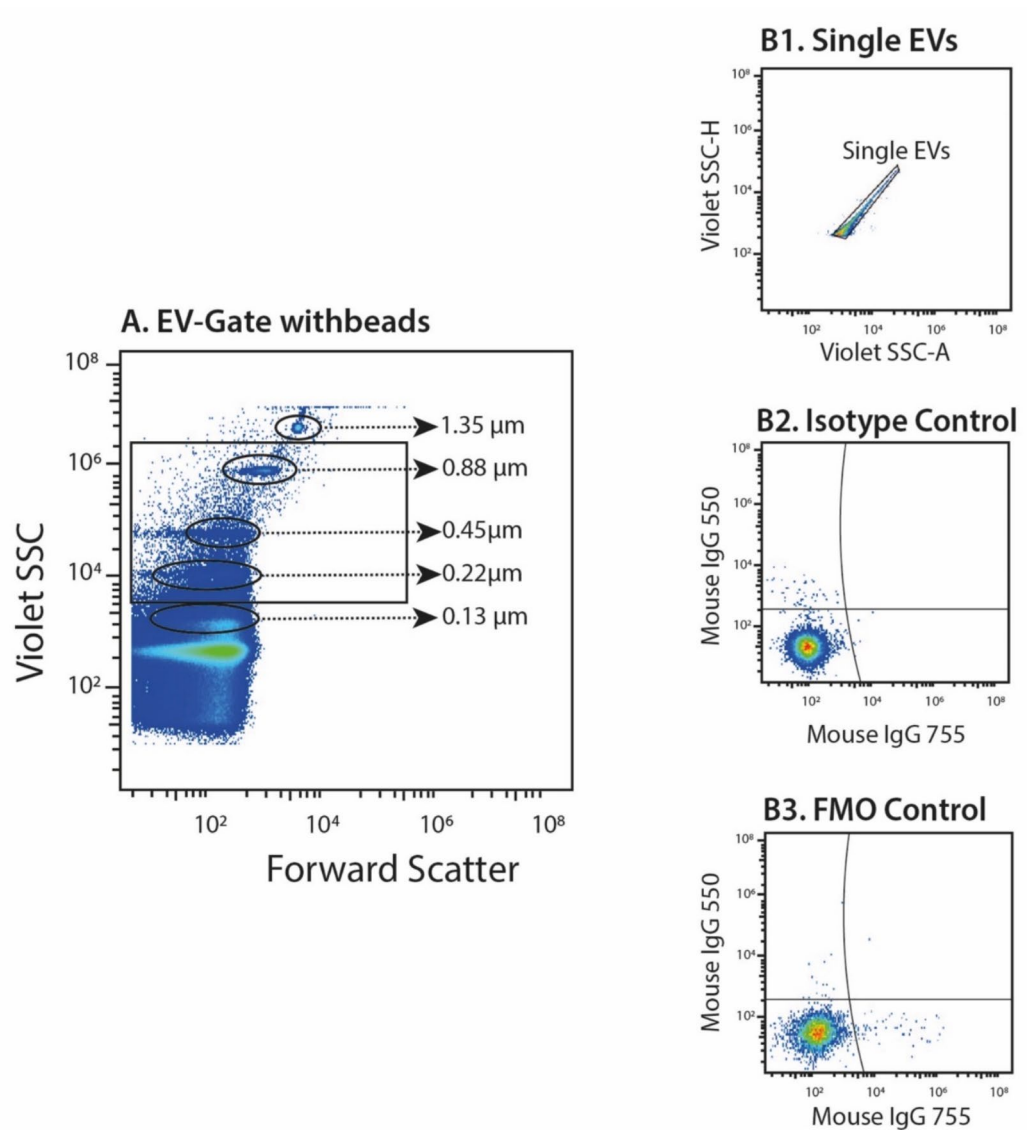 A. EV-Gate withbeads
10⁸
10⁶
10⁴
10²
Violet SSC
1.35 µm
0.88 µm
0.45µm
0.22µm
0.13 µm
10² 10⁴ 10⁶ 10⁸
Forward Scatter
B1. Single EVs
10⁸
10⁶
10⁴
10²
Violet SSC-H
Single EVs
10² 10⁴ 10⁶ 10⁸
Violet SSC-A
B2. Isotype Control
10⁸
10⁶
10⁴
10²
Mouse IgG 550
10² 10⁴ 10⁶ 10⁸
Mouse IgG 755
B3. FMO Control
10⁸
10⁶
10⁴
10²
Mouse IgG 550
10² 10⁴ 10⁶ 10⁸
Mouse IgG 755